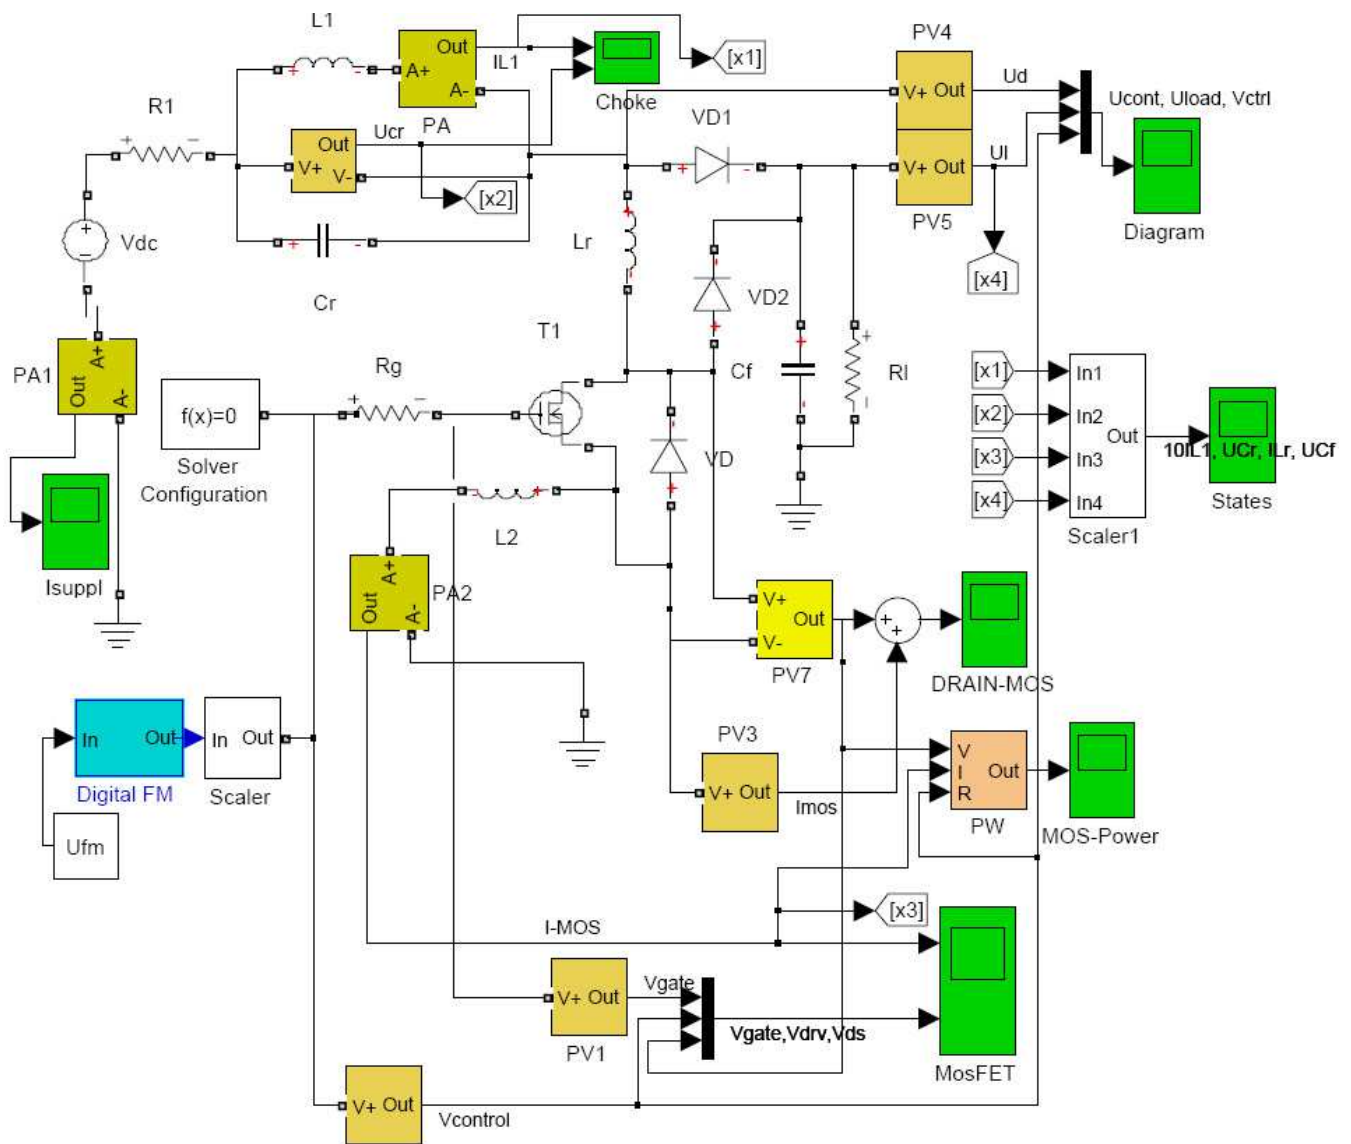 L1
Out
A+
A-
IL1
PA
Choke
[x1]
PV4
V+ Out
Ud
Ucont, Uload, Vctrl
R1
+
−
Ucr
Out
V+
V-
[x2]
VD1
V+ Out
PV5
Ul
Diagram
[x4]
Vdc
Cr
Lr
VD2
T1
PA1
A+
Out
A-
f(x)=0
Solver
Configuration
Rg
+
−
Cf
Rl
+
−
VD
[x1]
[x2]
[x3]
[x4]
In1
In2
In3
In4
Out
Scaler1
10IL1, UCr, ILr, UCf
States
Isuppl
L2
A+
Out
A-
PA2
V+
V-
Out
PV7
+
+
DRAIN-MOS
In Out
Digital FM
In Out
Scaler
Ufm
PV3
V+ Out
Imos
V
I
R
Out
PW
MOS-Power
[x3]
I-MOS
V+ Out
PV1
Vgate
Vgate,Vdrv,Vds
MosFET
V+ Out
Vcontrol